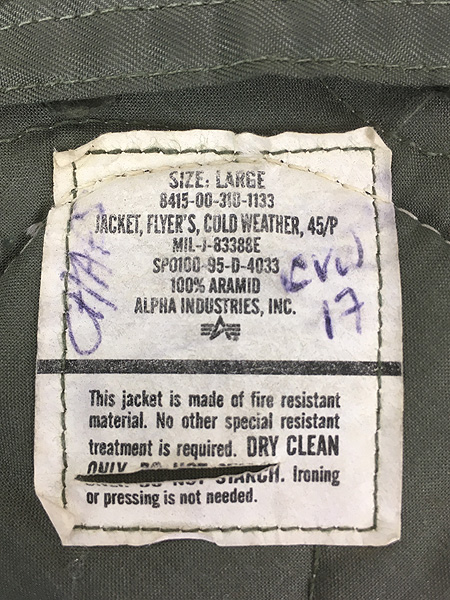 SIZE: LARGE
8415-00-310-1133
JACKET, FLYER'S, COLD WEATHER, 45/P
MIL-J-83388E
SP0100-95-D-4033
100% ARAMID
ALPHA INDUSTRIES, INC.
CVW
17
This jacket is made of fire resistant
material. No other special resistant
treatment is required. DRY CLEAN
ONLY. DO NOT STARCH. Ironing
or pressing is not needed.